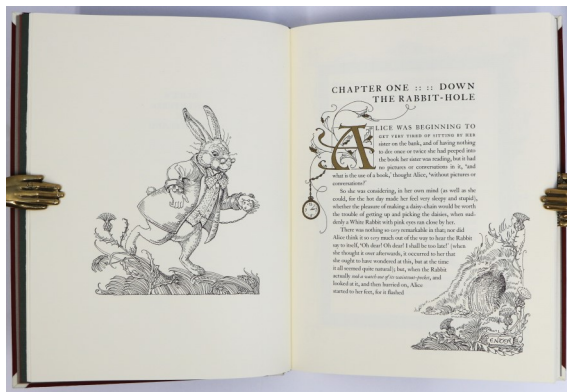 CHAPTER ONE :: :: DOWN
THE RABBIT-HOLE
ALICE WAS BEGINNING TO
GET VERY TIRED OF SITTING BY HER
sister on the bank, and of having nothing
to do: once or twice she had peeped into
the book her sister was reading, but it had
no pictures or conversations in it, 'and
what is the use of a book,' thought Alice, 'without pictures or
conversations?'
So she was considering, in her own mind (as well as she
could, for the hot day made her feel very sleepy and stupid),
whether the pleasure of making a daisy-chain would be worth
the trouble of getting up and picking the daisies, when sud-
denly a White Rabbit with pink eyes ran close by her.
There was nothing so very remarkable in that; nor did
Alice think it so very much out of the way to hear the Rabbit
say to itself, 'Oh dear! Oh dear! I shall be too late!' (when
she thought it over afterwards, it occurred to her that
she ought to have wondered at this, but at the time
it all seemed quite natural); but, when the Rabbit
actually took a watch out of its waistcoat-pocket, and
looked at it, and then hurried on, Alice
started to her feet, for it flashed